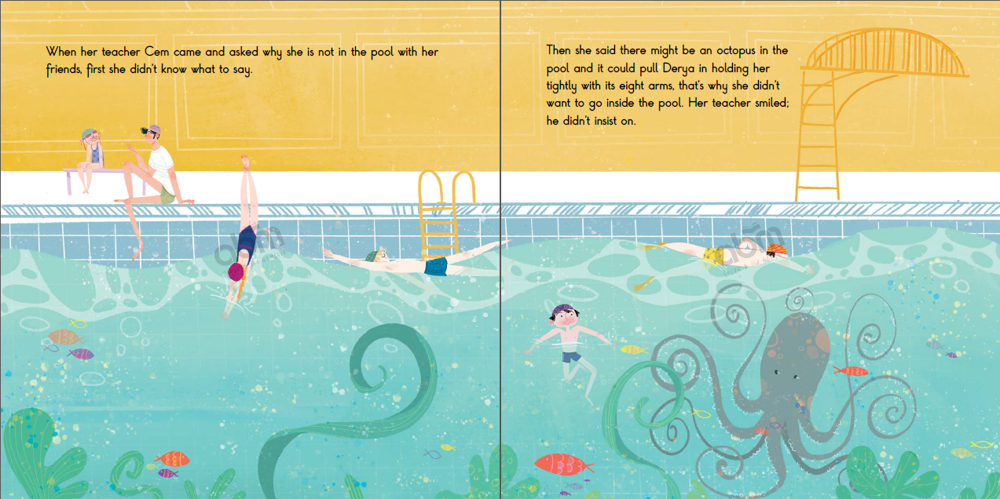 When her teacher Cem came and asked why she is not in the pool with her
friends, first she didn't know what to say.
Then she said there might be an octopus in the
pool and it could pull Derya in holding her
tightly with its eight arms, that's why she didn't
want to go inside the pool. Her teacher smiled;
he didn't insist on.